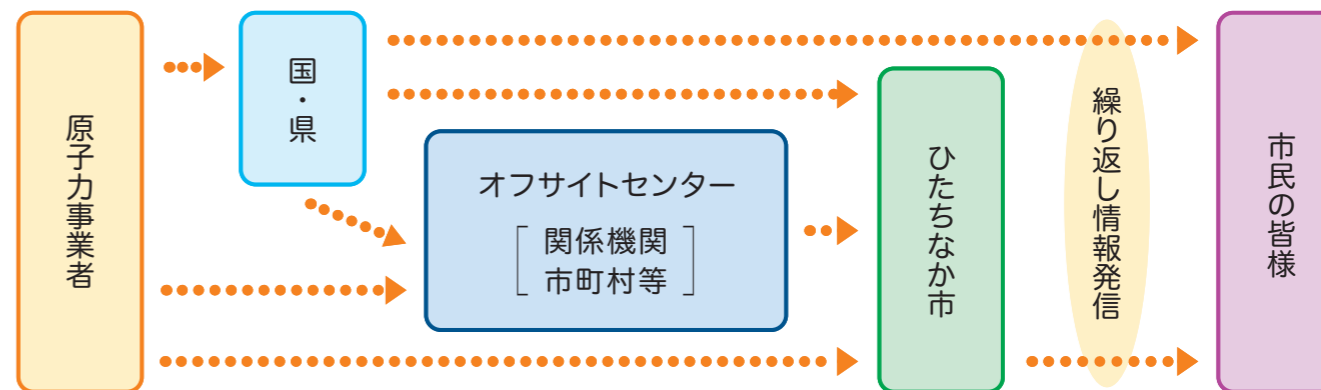 原子力事業者
国・県
オフサイトセンター
関係機関
市町村等
ひたちなか市
繰り返し情報発信
市民の皆様